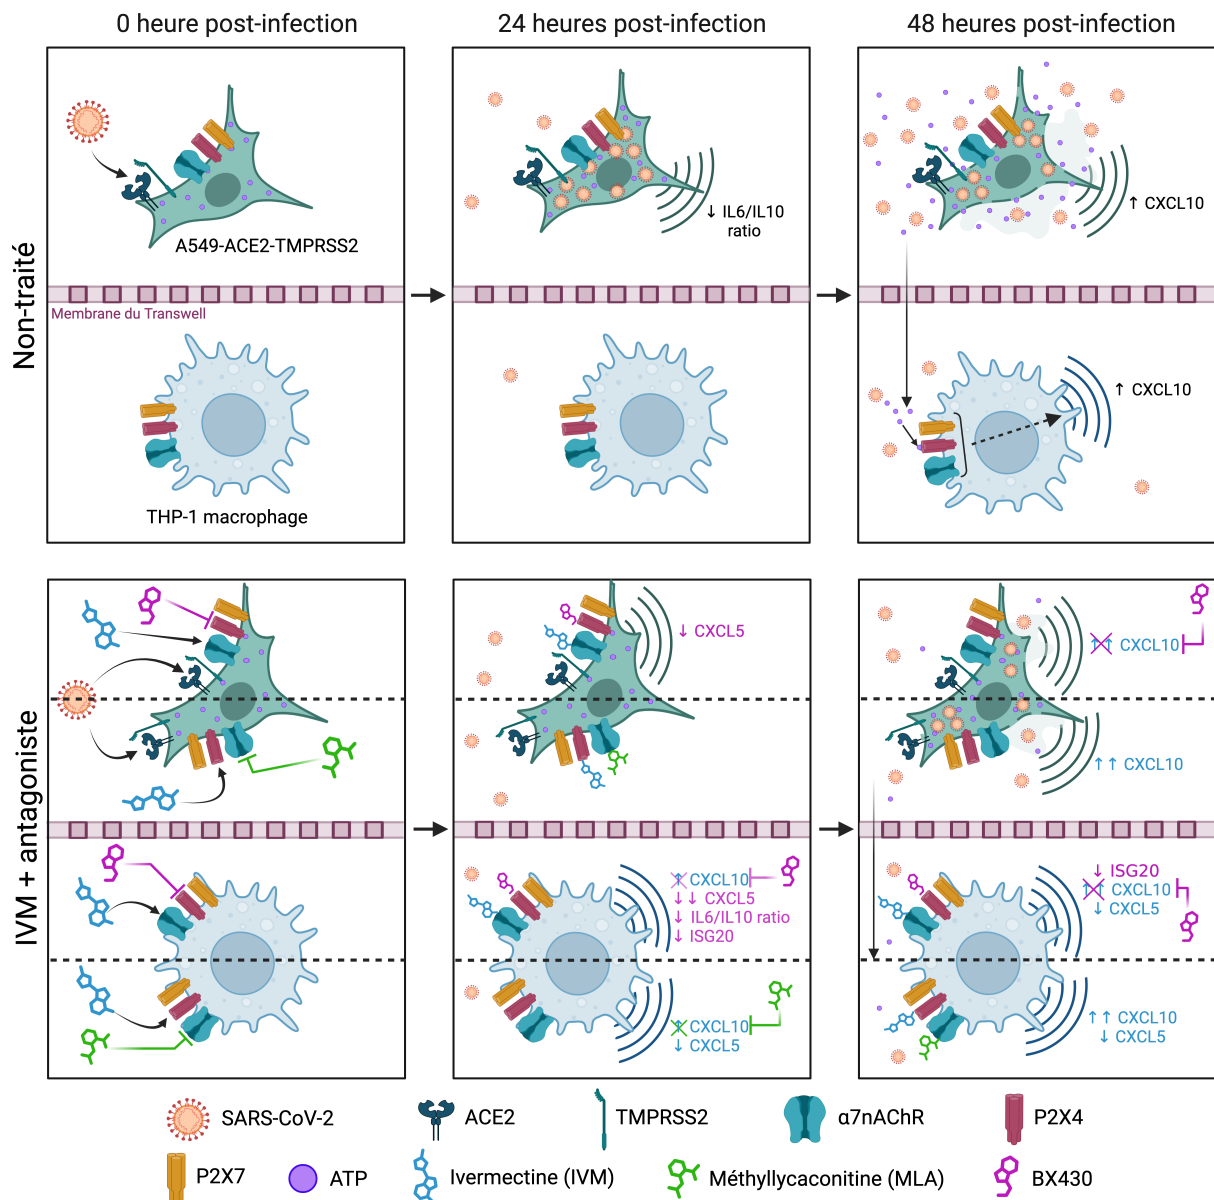 0 heure post-infection
24 heures post-infection
48 heures post-infection
Non-traité
A549-ACE2-TMPRSS2
↓ IL6/IL10
ratio
↑ CXCL10
Membrane du Transwell
↑ CXCL10
THP-1 macrophage
IVM + antagoniste
↓ CXCL5
↑↑ CXCL10
↑↑ CXCL10
↑ CXCL10
↓↓ CXCL5
↓ IL6/IL10 ratio
↓ ISG20
↓ ISG20
↑↑ CXCL10
↓ CXCL5
↑ CXCL10
↓ CXCL5
↑↑ CXCL10
↓ CXCL5
SARS-CoV-2
ACE2
TMPRSS2
α7nAChR
P2X4
P2X7
ATP
Ivermectine (IVM)
Méthyllycaconitine (MLA)
BX430